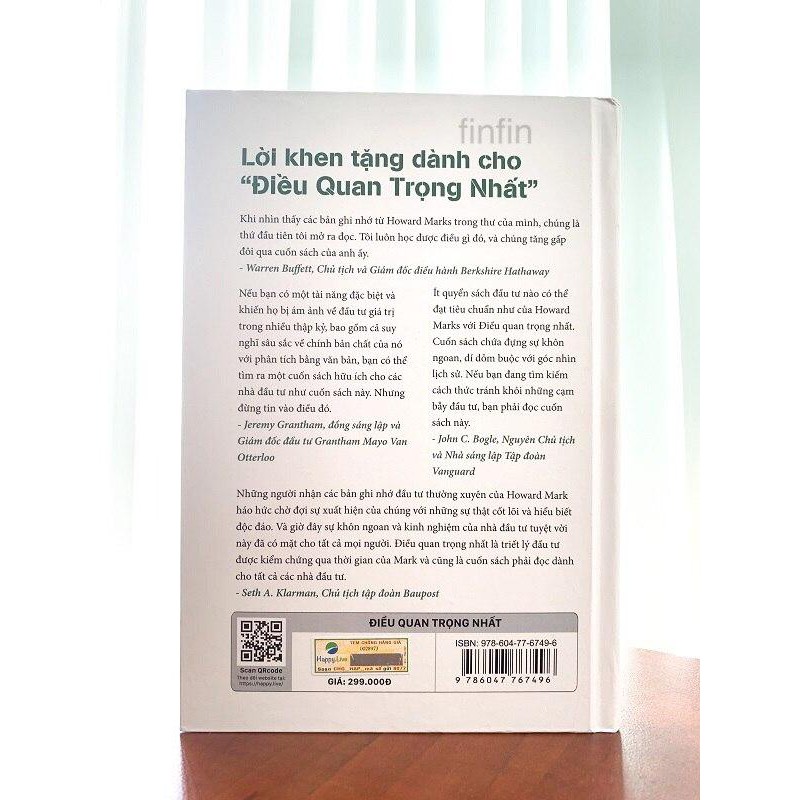 finfin
Lời khen tặng dành cho
“Điều Quan Trọng Nhất”
Khi nhìn thấy các bản ghi nhớ từ Howard Marks trong thư của mình, chúng là
thứ đầu tiên tôi mở ra đọc. Tôi luôn học được điều gì đó, và chúng tăng gấp
đôi qua cuốn sách của anh ấy.
- Warren Buffett, Chủ tịch và Giám đốc điều hành Berkshire Hathaway
Nếu bạn có một tài năng đặc biệt và
khiến họ bị ám ảnh về đầu tư giá trị
trong nhiều thập kỷ, bao gồm cả suy
nghĩ sâu sắc về chính bản chất của nó
với phân tích bằng văn bản, bạn có thể
tìm ra một cuốn sách hữu ích cho các
nhà đầu tư như cuốn sách này. Nhưng
đừng tin vào điều đó.
- Jeremy Grantham, đồng sáng lập và
Giám đốc đầu tư Grantham Mayo Van
Otterloo
Ít quyển sách đầu tư nào có thể
đạt tiêu chuẩn như của Howard
Marks với Điều quan trọng nhất.
Cuốn sách chứa đựng sự khôn
ngoan, dí dỏm buộc với góc nhìn
lịch sử. Nếu bạn đang tìm kiếm
cách thức tránh khỏi những cạm
bẫy đầu tư, bạn phải đọc cuốn
sách này.
- John C. Bogle, Nguyên Chủ tịch
và Nhà sáng lập Tập đoàn
Vanguard
Những người nhận các bản ghi nhớ đầu tư thường xuyên của Howard Mark
háo hức chờ đợi sự xuất hiện của chúng với những sự thật cốt lõi và hiểu biết
độc đáo. Và giờ đây sự khôn ngoan và kinh nghiệm của nhà đầu tư tuyệt vời
này đã có mặt cho tất cả mọi người. Điều quan trọng nhất là triết lý đầu tư
được kiểm chứng qua thời gian của Mark và cũng là cuốn sách phải đọc dành
cho tất cả các nhà đầu tư.
- Seth A. Klarman, Chủ tịch tập đoàn Baupost
ĐIỀU QUAN TRỌNG NHẤT
Scan QRcode
Theo dõi website tại:
https://happy.live/
TEM CHỐNG HÀNG GIẢ
Happy.Live
GIÁ: 299.000Đ
ISBN: 978-604-77-6749-6
9 786047 767496